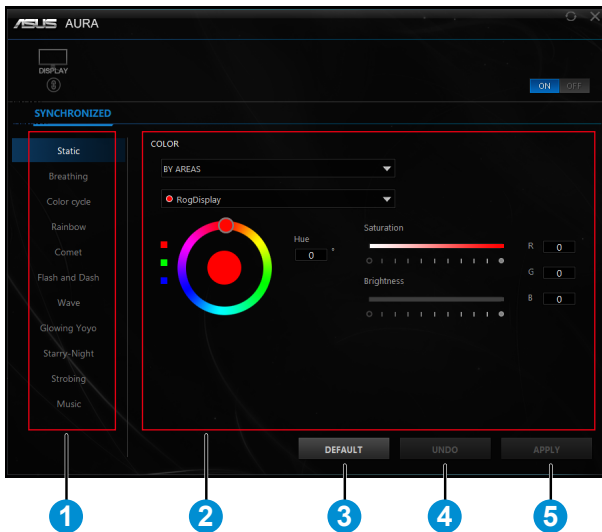 ASUS AURA
DISPLAY
ON OFF
SYNCHRONIZED
Static
Breathing
Color cycle
Rainbow
Comet
Flash and Dash
Wave
Glowing Yoyo
Starry-Night
Strobing
Music
COLOR
BY AREAS
RogDisplay
Hue
0 °
Saturation
Brightness
R 0
G 0
B 0
DEFAULT UNDO APPLY
1 2 3 4 5